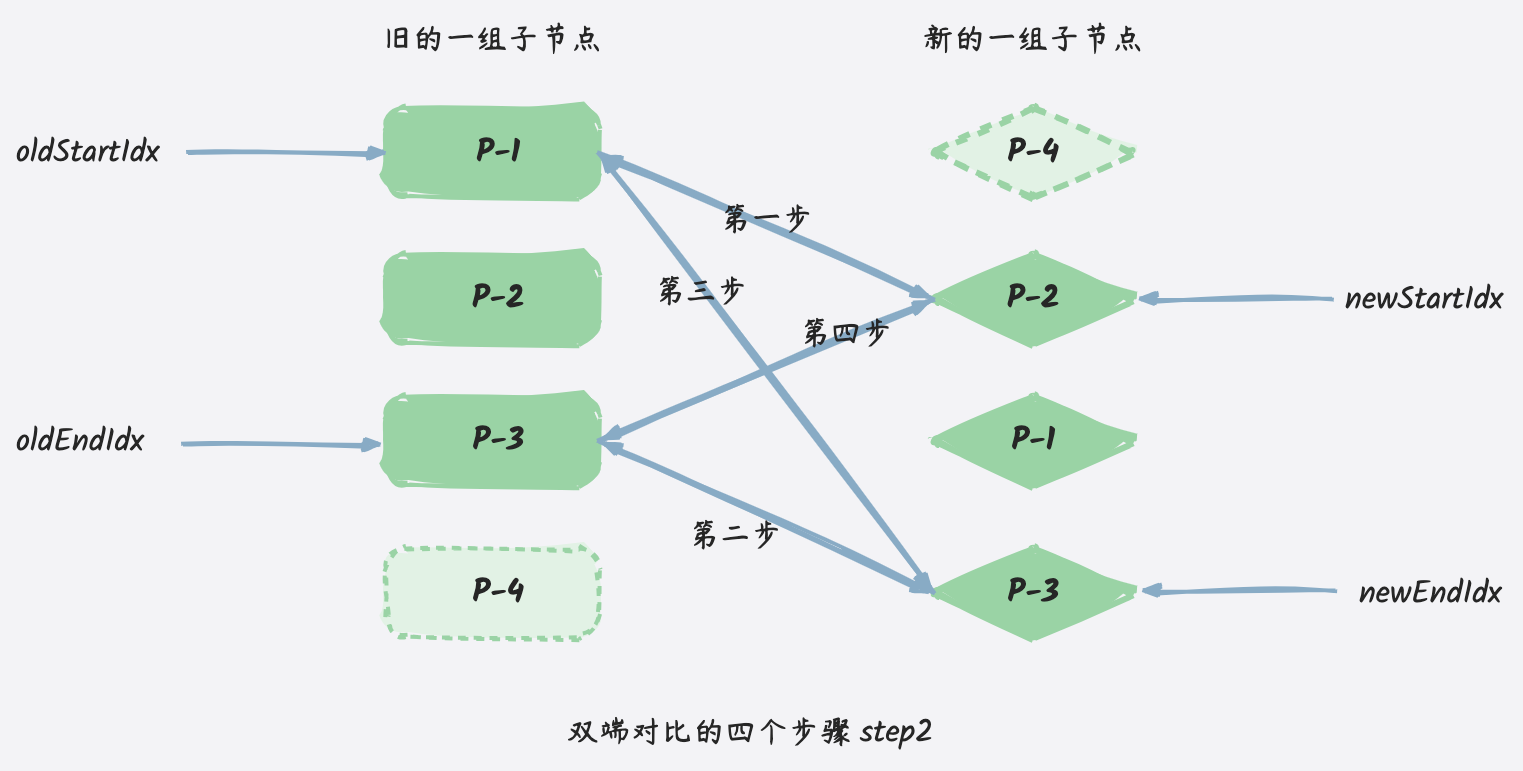 旧的一组子节点
新的一组子节点
oldStartIdx
P-1
P-4
第一步
P-2
第三步
P-2
newStartIdx
第四步
oldEndIdx
P-3
P-1
第二步
P-4
P-3
newEndIdx
双端对比的四个步骤 step2